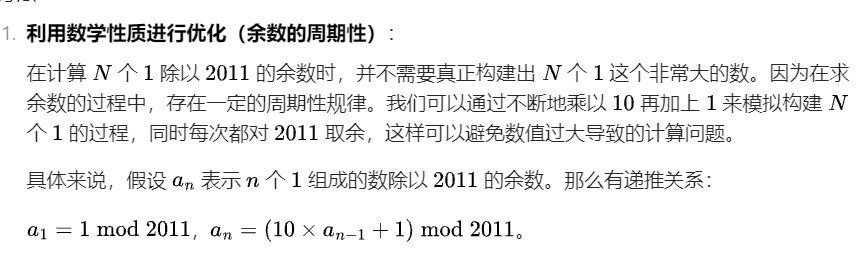 1. 利用数学性质进行优化（余数的周期性）：
在计算 N 个 1 除以 2011 的余数时，并不需要真正构建出 N 个 1 这个非常大的数。因为在求
余数的过程中，存在一定的周期性规律。我们可以通过不断地乘以 10 再加上 1 来模拟构建 N
个 1 的过程，同时每次都对 2011 取余，这样可以避免数值过大导致的计算问题。
具体来说，假设 aₙ 表示 n 个 1 组成的数除以 2011 的余数。那么有递推关系：
a₁ = 1 mod 2011，aₙ = (10 × aₙ₋₁ + 1) mod 2011。